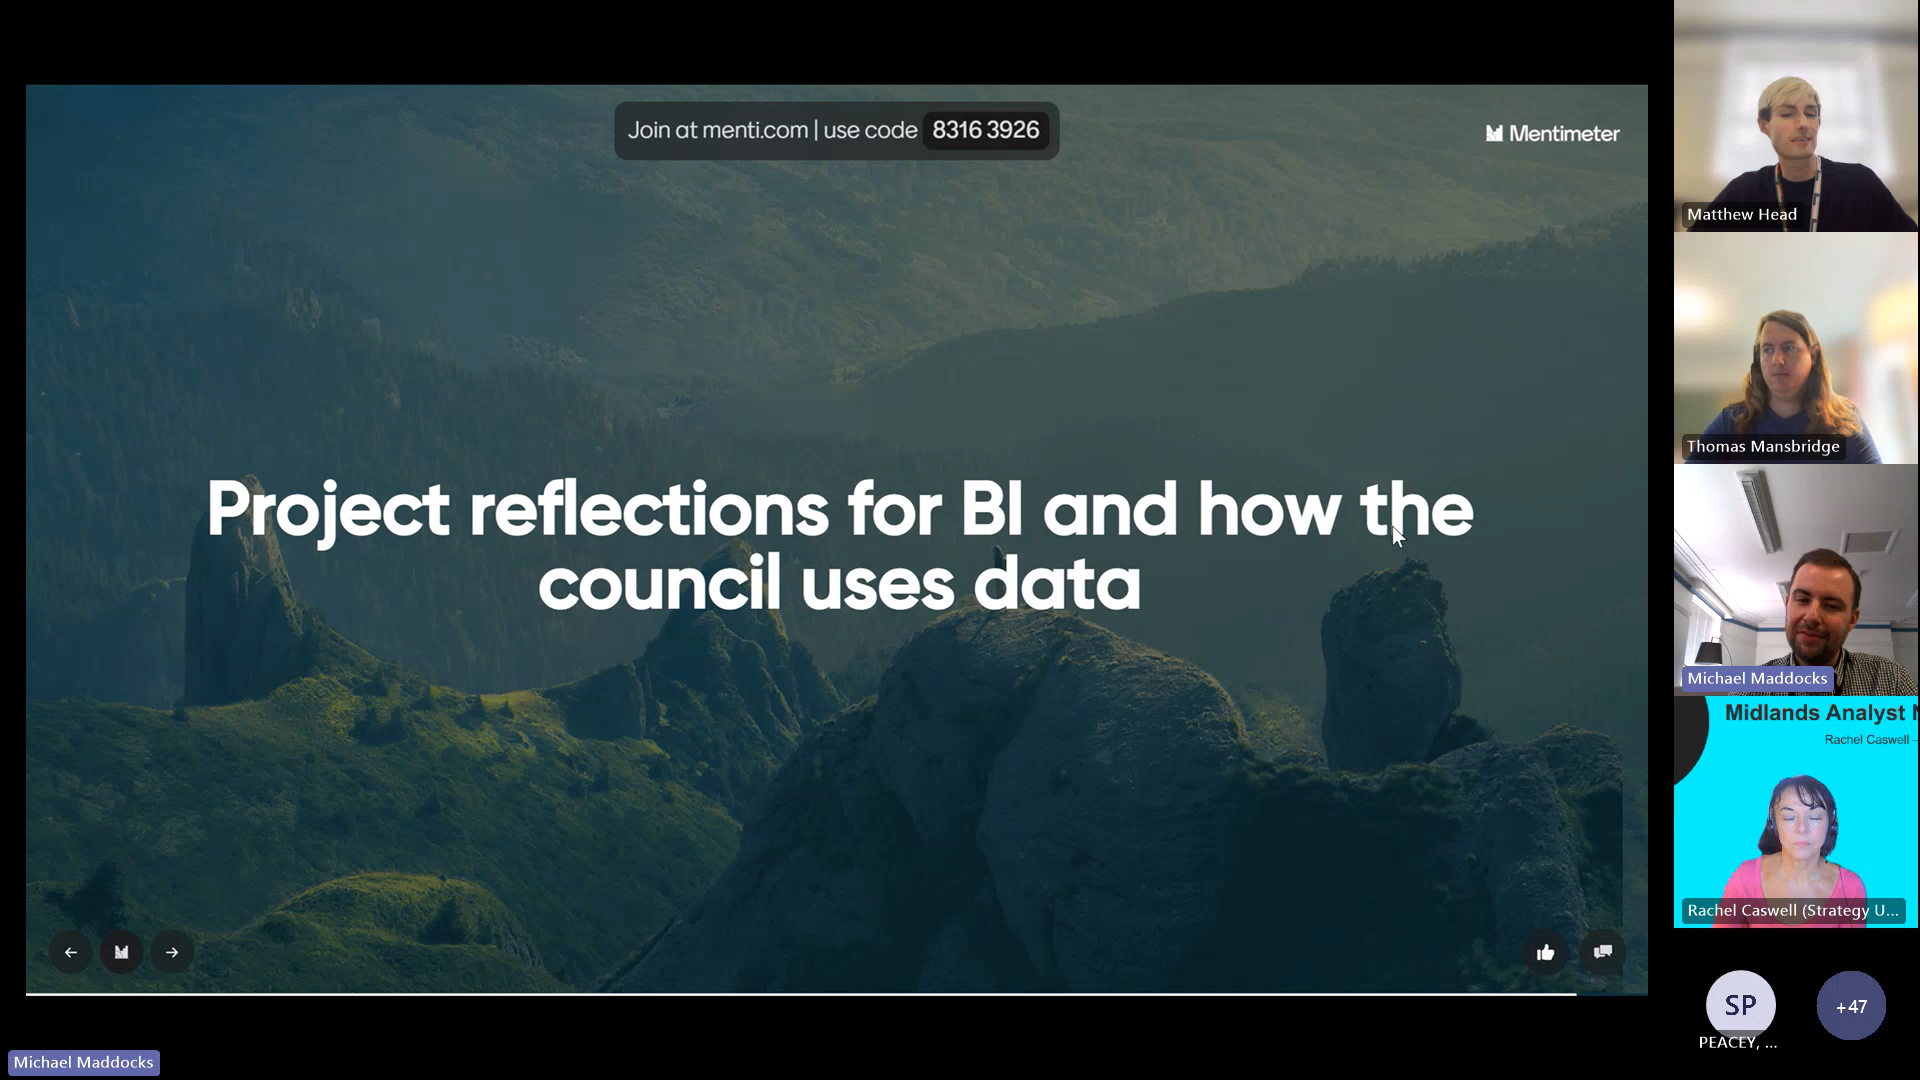 Join at menti.com | use code 8316 3926
Mentimeter
Project reflections for BI and how the
council uses data
Matthew Head
Thomas Mansbridge
Michael Maddocks
Midlands Analyst
Rachel Caswell –
Rachel Caswell (Strategy U...
SP
+47
PEACEY, ...
Michael Maddocks